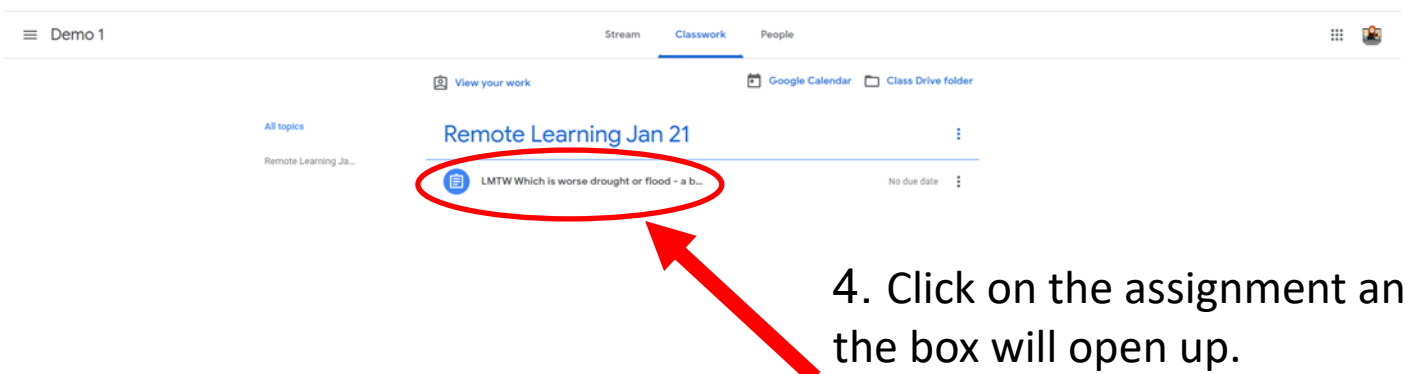 Demo 1
Stream Classwork People
View your work
Google Calendar Class Drive folder
All topics
Remote Learning Jan 21
Remote Learning Ja...
LMTW Which is worse drought or flood - a b...
No due date
4. Click on the assignment an
the box will open up.